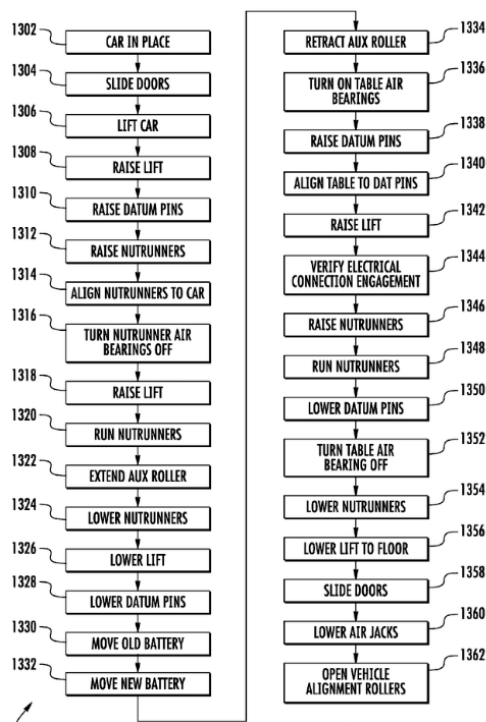 1302
CAR IN PLACE
1304
SLIDE DOORS
1306
LIFT CAR
1308
RAISE LIFT
1310
RAISE DATUM PINS
1312
RAISE NUTRUNNERS
1314
ALIGN NUTRUNNERS TO CAR
1316
TURN NUTRUNNER AIR
BEARINGS OFF
1318
RAISE LIFT
1320
RUN NUTRUNNERS
1322
EXTEND AUX ROLLER
1324
LOWER NUTRUNNERS
1326
LOWER LIFT
1328
LOWER DATUM PINS
1330
MOVE OLD BATTERY
1332
MOVE NEW BATTERY
1334
RETRACT AUX ROLLER
1336
TURN ON TABLE AIR
BEARINGS
1338
RAISE DATUM PINS
1340
ALIGN TABLE TO DAT PINS
1342
RAISE LIFT
1344
VERIFY ELECTRICAL
CONNECTION ENGAGEMENT
1346
RAISE NUTRUNNERS
1348
RUN NUTRUNNERS
1350
LOWER DATUM PINS
1352
TURN TABLE AIR
BEARING OFF
1354
LOWER NUTRUNNERS
1356
LOWER LIFT TO FLOOR
1358
SLIDE DOORS
1360
LOWER AIR JACKS
1362
OPEN VEHICLE
ALIGNMENT ROLLERS